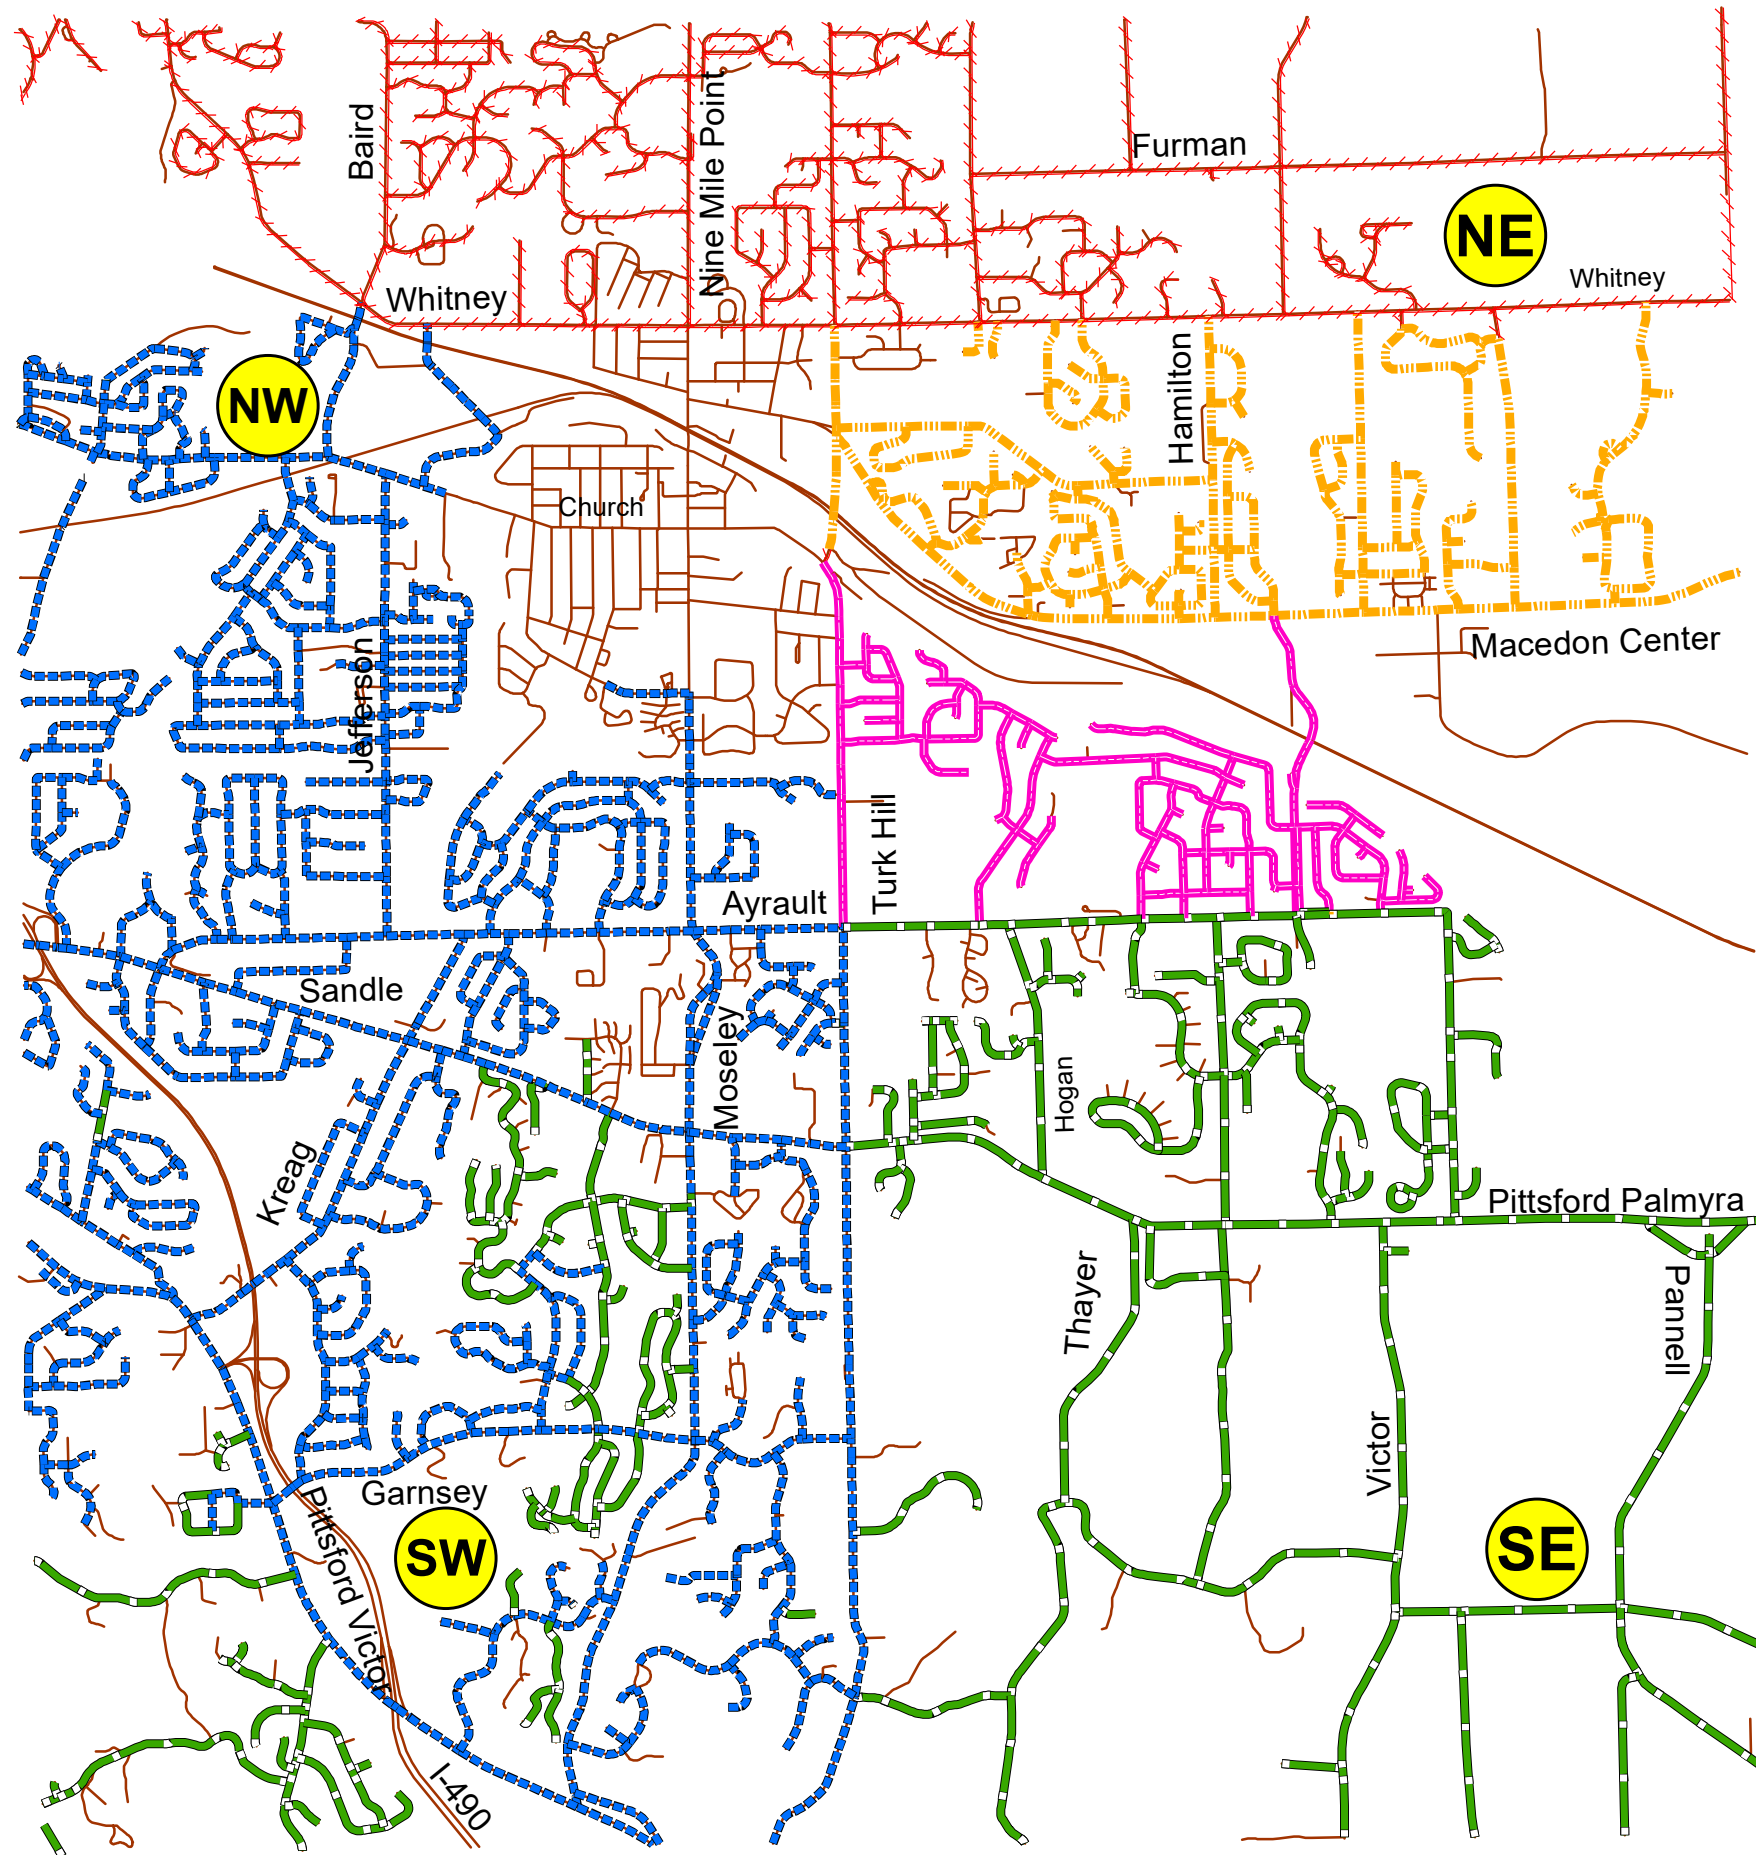 Baird
Nine Mile Point
Furman
NE
Whitney
Whitney
NW
Hamilton
Church
Macedon Center
Jefferson
Turk Hill
Ayrault
Sandle
Moseley
Hogan
Kreag
Pittsford Palmyra
Thayer
Pannell
Victor
Garnsey
SW
SE
Pittsford Victor
I-490